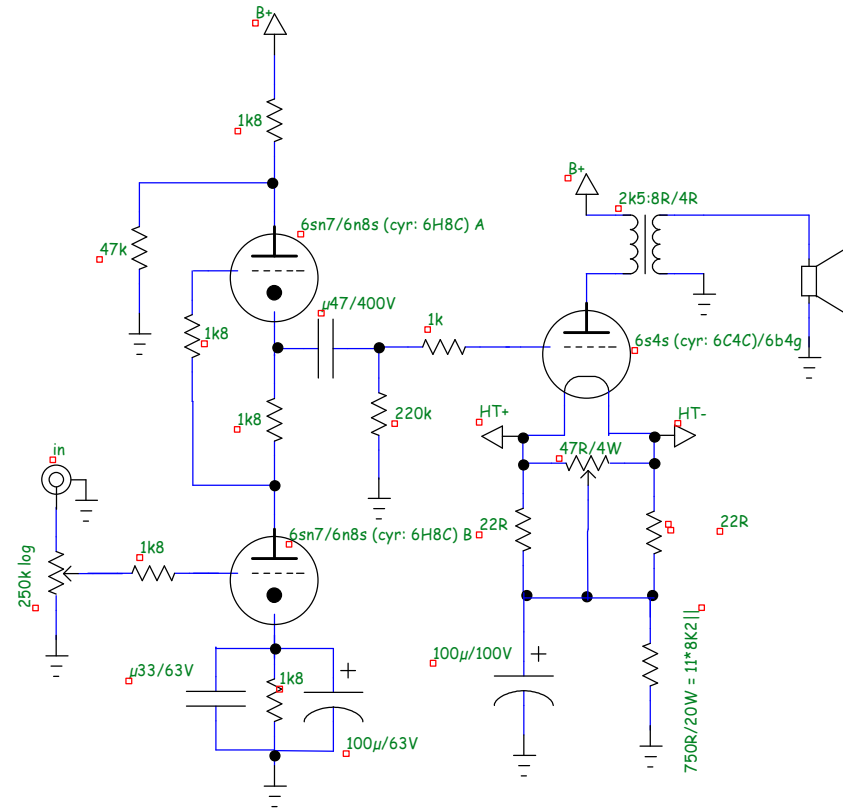 B+
1k8
B+
2k5:8R/4R
6sn7/6n8s (cyr: 6H8C) A
47k
µ47/400V
1k
1k8
6s4s (cyr: 6C4C)/6b4g
1k8
220k
HT+
HT-
in
47R/4W
6sn7/6n8s (cyr: 6H8C) B
22R
22R
1k8
250k log
µ33/63V
1k8
100µ/100V
100µ/63V
750R/20W = 11*8K2||